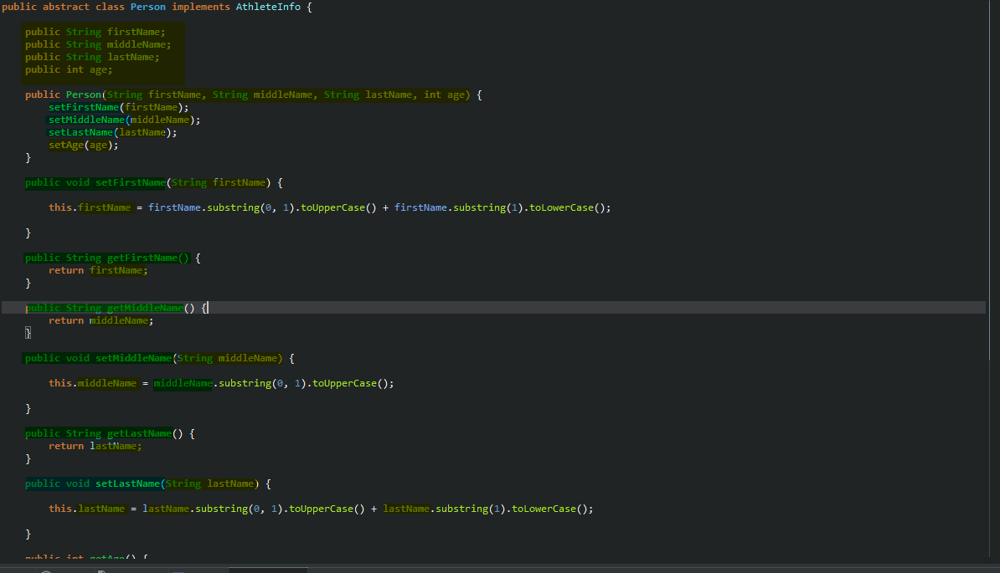 public abstract class Person implements AthleteInfo {
public String firstName;
public String middleName;
public String lastName;
public int age;
public Person(String firstName, String middleName, String lastName, int age) {
setFirstName(firstName);
setMiddleName(middleName);
setLastName(lastName);
setAge(age);
}
public void setFirstName(String firstName) {
this.firstName = firstName.substring(0, 1).toUpperCase() + firstName.substring(1).toLowerCase();
}
public String getFirstName() {
return firstName;
}
public String getMiddleName() {
return middleName;
}
public void setMiddleName(String middleName) {
this.middleName = middleName.substring(0, 1).toUpperCase();
}
public String getLastName() {
return lastName;
}
public void setLastName(String lastName) {
this.lastName = lastName.substring(0, 1).toUpperCase() + lastName.substring(1).toLowerCase();
}
public int getAge() {